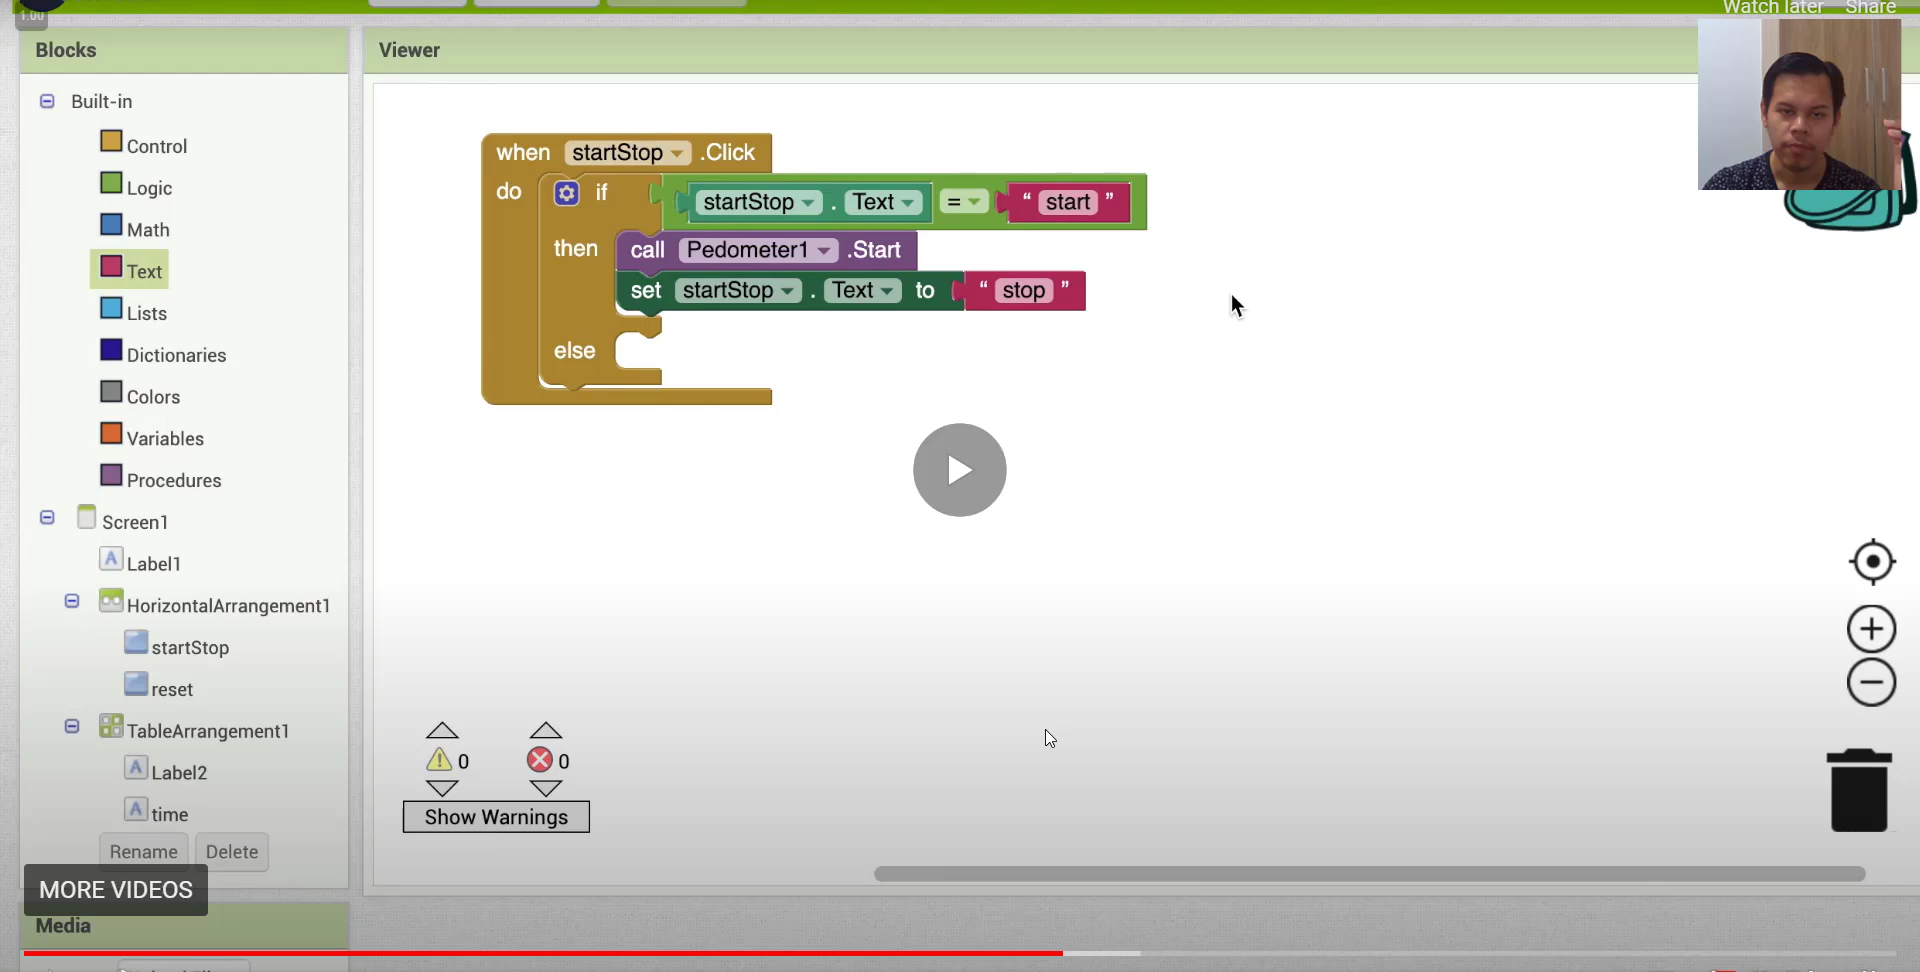 Watch later Share
1.00
Blocks
Viewer
Built-in
Control
Logic
Math
Text
Lists
Dictionaries
Colors
Variables
Procedures
Screen1
Label1
HorizontalArrangement1
startStop
reset
TableArrangement1
Label2
time
Rename Delete
MORE VIDEOS
Media
when startStop .Click
do if startStop . Text = “ start ”
then call Pedometer1 .Start
set startStop . Text to “ stop ”
else
0 0
Show Warnings